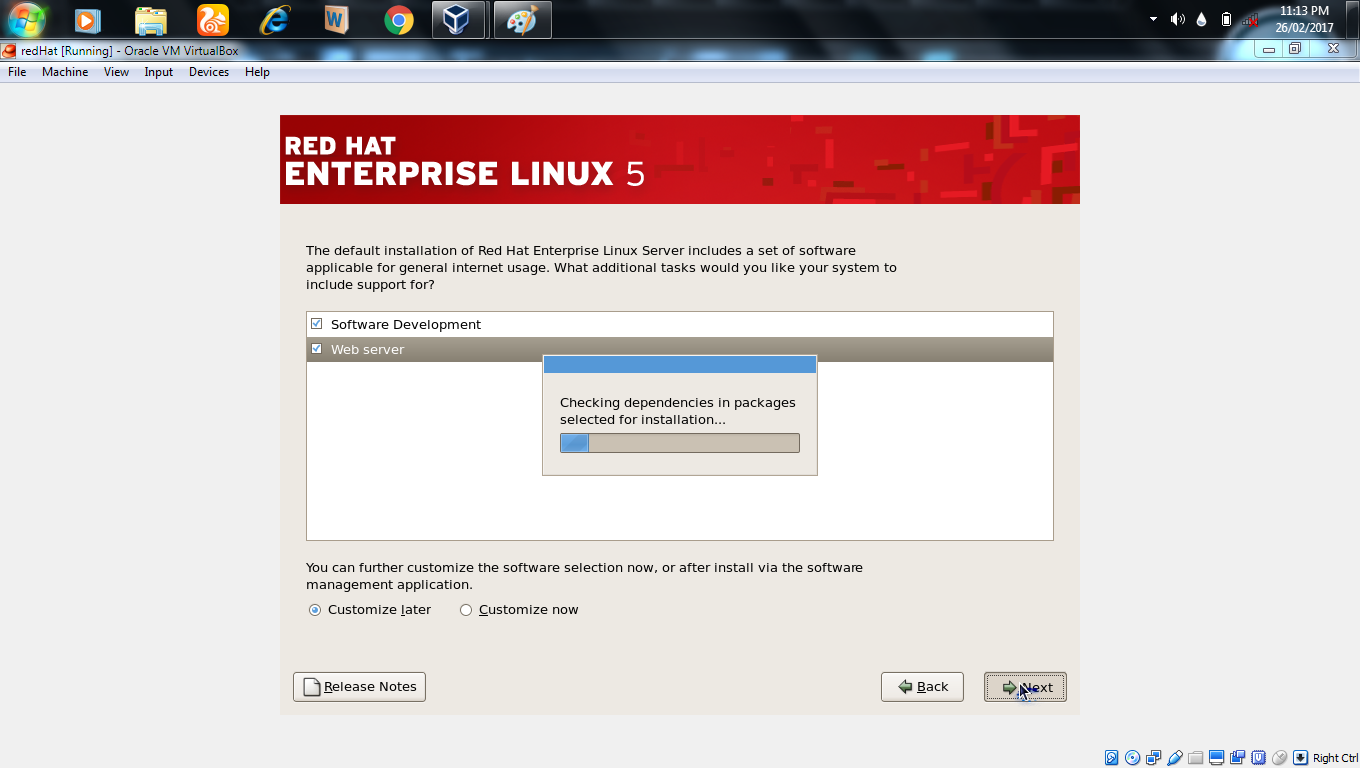 11:13 PM
26/02/2017
redHat [Running] - Oracle VM VirtualBox
File Machine View Input Devices Help
RED HAT
ENTERPRISE LINUX 5
The default installation of Red Hat Enterprise Linux Server includes a set of software
applicable for general internet usage. What additional tasks would you like your system to
include support for?
Software Development
Web server
Checking dependencies in packages
selected for installation...
You can further customize the software selection now, or after install via the software
management application.
Customize later Customize now
Release Notes Back Next
Right Ctrl